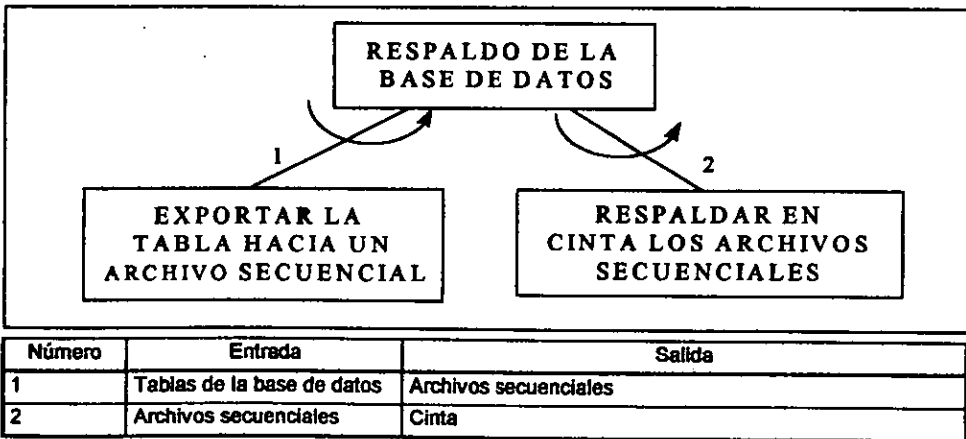 RESPALDO DE LA
BASE DE DATOS
1
2
EXPORTAR LA
TABLA HACIA UN
ARCHIVO SECUENCIAL
RESPALDAR EN
CINTA LOS ARCHIVOS
SECUENCIALES
Número Entrada Salida
1 Tablas de la base de datos Archivos secuenciales
2 Archivos secuenciales Cinta